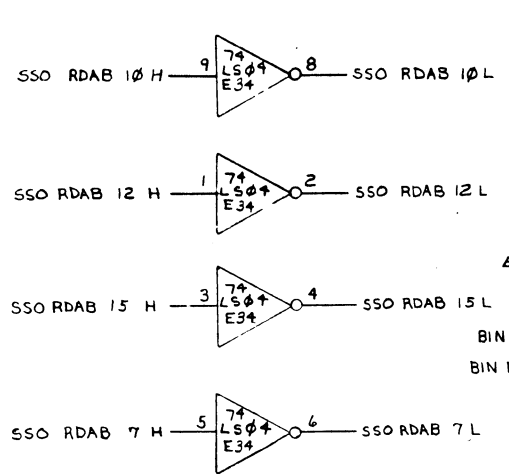 SSO RDAB 1Ø H 9 74 LSØ4 E34 8 SSO RDAB 1Ø L
SSO RDAB 12 H 1 74 LSØ4 E34 2 SSO RDAB 12 L
SSO RDAB 15 H 3 74 LSØ4 E34 4 SSO RDAB 15 L
BIN
BIN
SSO RDAB 7 H 5 74 LSØ4 E34 6 SSO RDAB 7 L